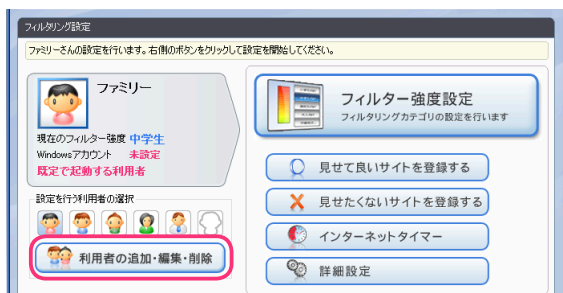 フィルタリング設定
ファミリーさんの設定を行います。右側のボタンをクリックして設定を開始してください。
ファミリー
現在のフィルター強度 中学生
Windowsアカウント 未設定
既定で起動する利用者
設定を行う利用者の選択
利用者の追加・編集・削除
フィルター強度設定
フィルタリングカテゴリの設定を行います
見せて良いサイトを登録する
見せたくないサイトを登録する
インターネットタイマー
詳細設定